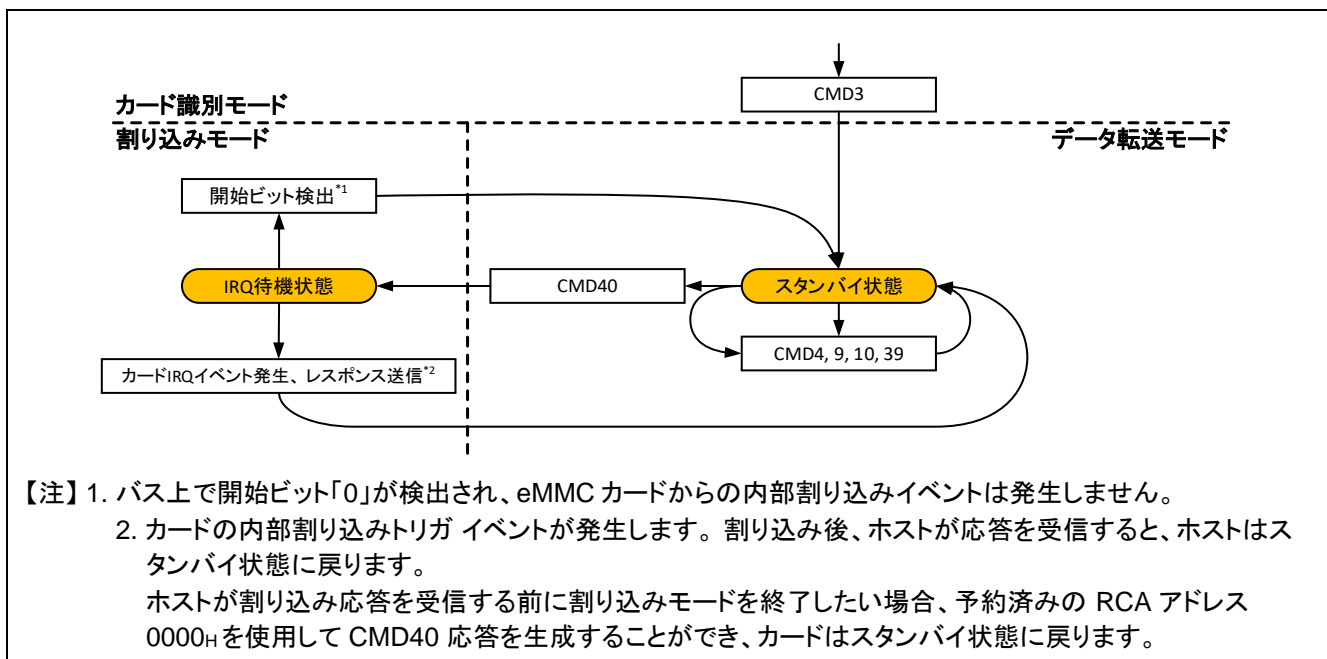 CMD3
カード識別モード
割り込みモード
データ転送モード
開始ビット検出*1
IRQ待機状態
CMD40
スタンバイ状態
CMD4, 9, 10, 39
カードIRQイベント発生、レスポンス送信*2
【注】 1. バス上で開始ビット「0」が検出され、eMMC カードからの内部割り込みイベントは発生しません。
2. カードの内部割り込みトリガ イベントが発生します。割り込み後、ホストが応答を受信すると、ホストはス
タンバイ状態に戻ります。
ホストが割り込み応答を受信する前に割り込みモードを終了したい場合、予約済みの RCA アドレス
0000H を使用して CMD40 応答を生成することができ、カードはスタンバイ状態に戻ります。